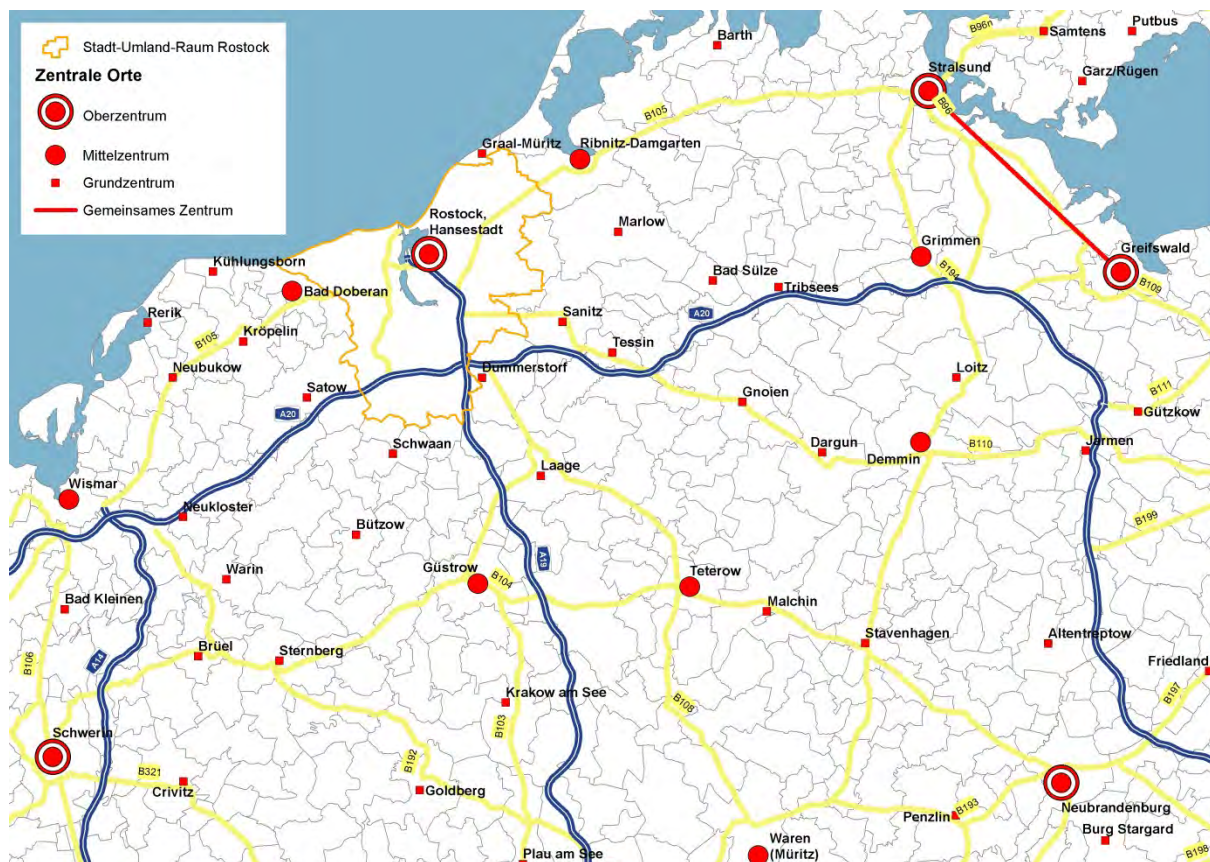 Stadt-Umland-Raum Rostock
Zentrale Orte
Oberzentrum
Mittelzentrum
Grundzentrum
Gemeinsames Zentrum
B96n
Putbus
Samtens
Barth
Stralsund
Garz/Rügen
B96
B105
Graal-Müritz
Ribnitz-Damgarten
Rostock,
Hansestadt
Marlow
Grimmen
Greifswald
Kühlungsborn
Bad Doberan
Bad Sülze
Tribsees
B194
B109
Rerik
Sanitz
A20
Kröpelin
B105
Tessin
Neubukow
Dummerstorf
Loitz
Satow
A20
Gnoien
B111
Gützkow
Schwaan
Dargun
Demmin
B110
Jarmen
Laage
Wismar
Neukloster
Bützow
B199
A19
Warin
Güstrow
B104
Teterow
Bad Kleinen
Malchin
Brüel
Sternberg
Stavenhagen
Altentreptow
B106
A14
Friedland
B197
Krakow am See
B103
B108
Schwerin
B192
B321
Crivitz
Goldberg
Neubrandenburg
Penzlin
B193
Burg Stargard
Waren
(Müritz)
Plau am See
B198